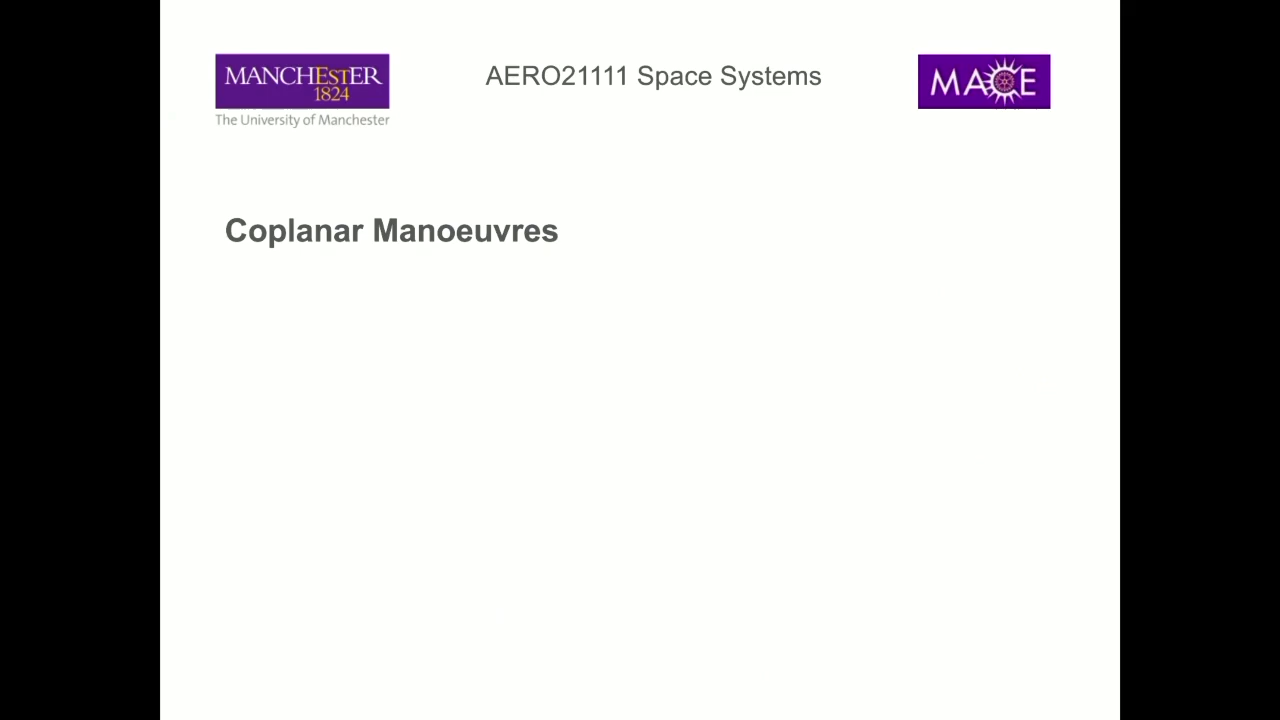 MANCHESTER
1824
The University of Manchester
AERO21111 Space Systems
MACE
Coplanar Manoeuvres